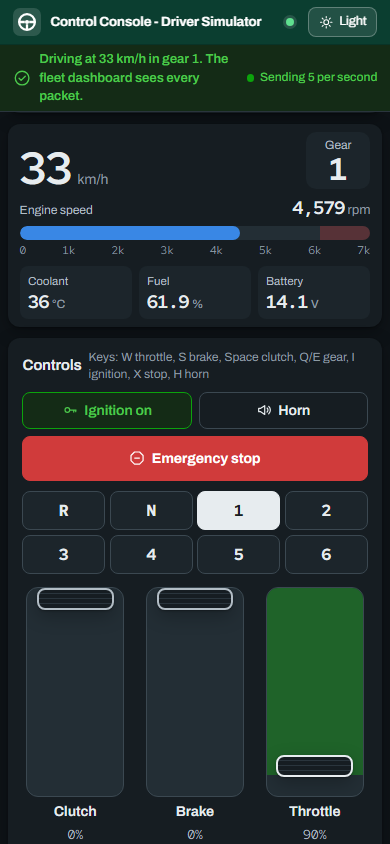 Control Console - Driver Simulator
Light
Driving at 33 km/h in gear 1. The
fleet dashboard sees every
packet.
Sending 5 per second
33 km/h
Gear
1
Engine speed
4,579 rpm
0 1k 2k 3k 4k 5k 6k 7k
Coolant
36 °C
Fuel
61.9 %
Battery
14.1 V
Controls
Keys: W throttle, S brake, Space clutch, Q/E gear, I
ignition, X stop, H horn
Ignition on
Horn
Emergency stop
R N 1 2
3 4 5 6
Clutch Brake Throttle
0% 0% 90%